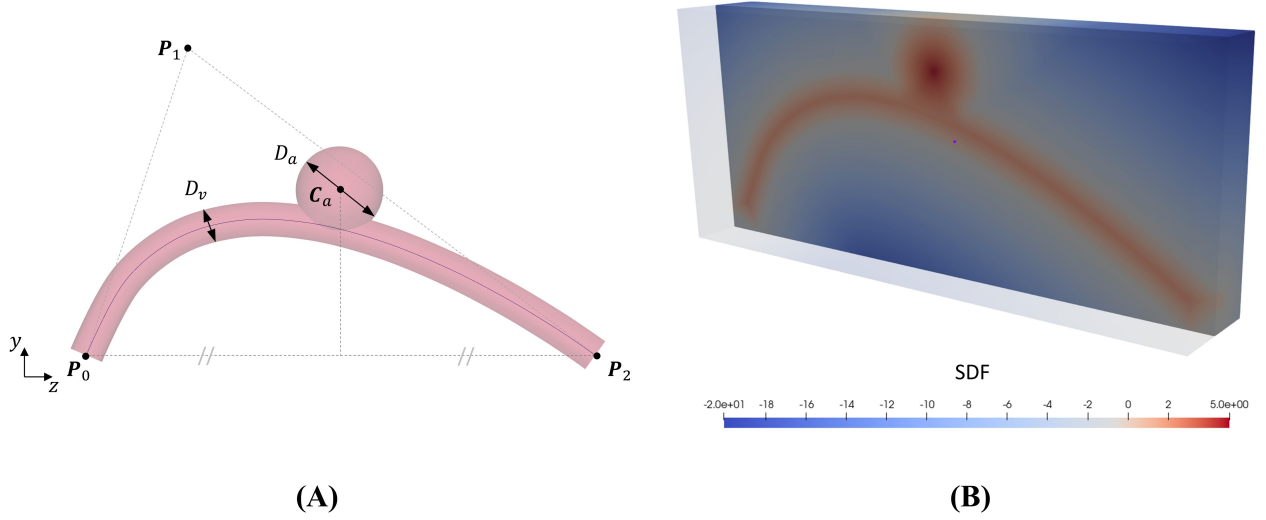 P₁
Dₐ
Cₐ
Dᵥ
y
z
P₀
P₂
SDF
-2.0e+01 -18 -16 -14 -12 -10 -8 -6 -4 -2 0 2 5.0e+00
(A)
(B)